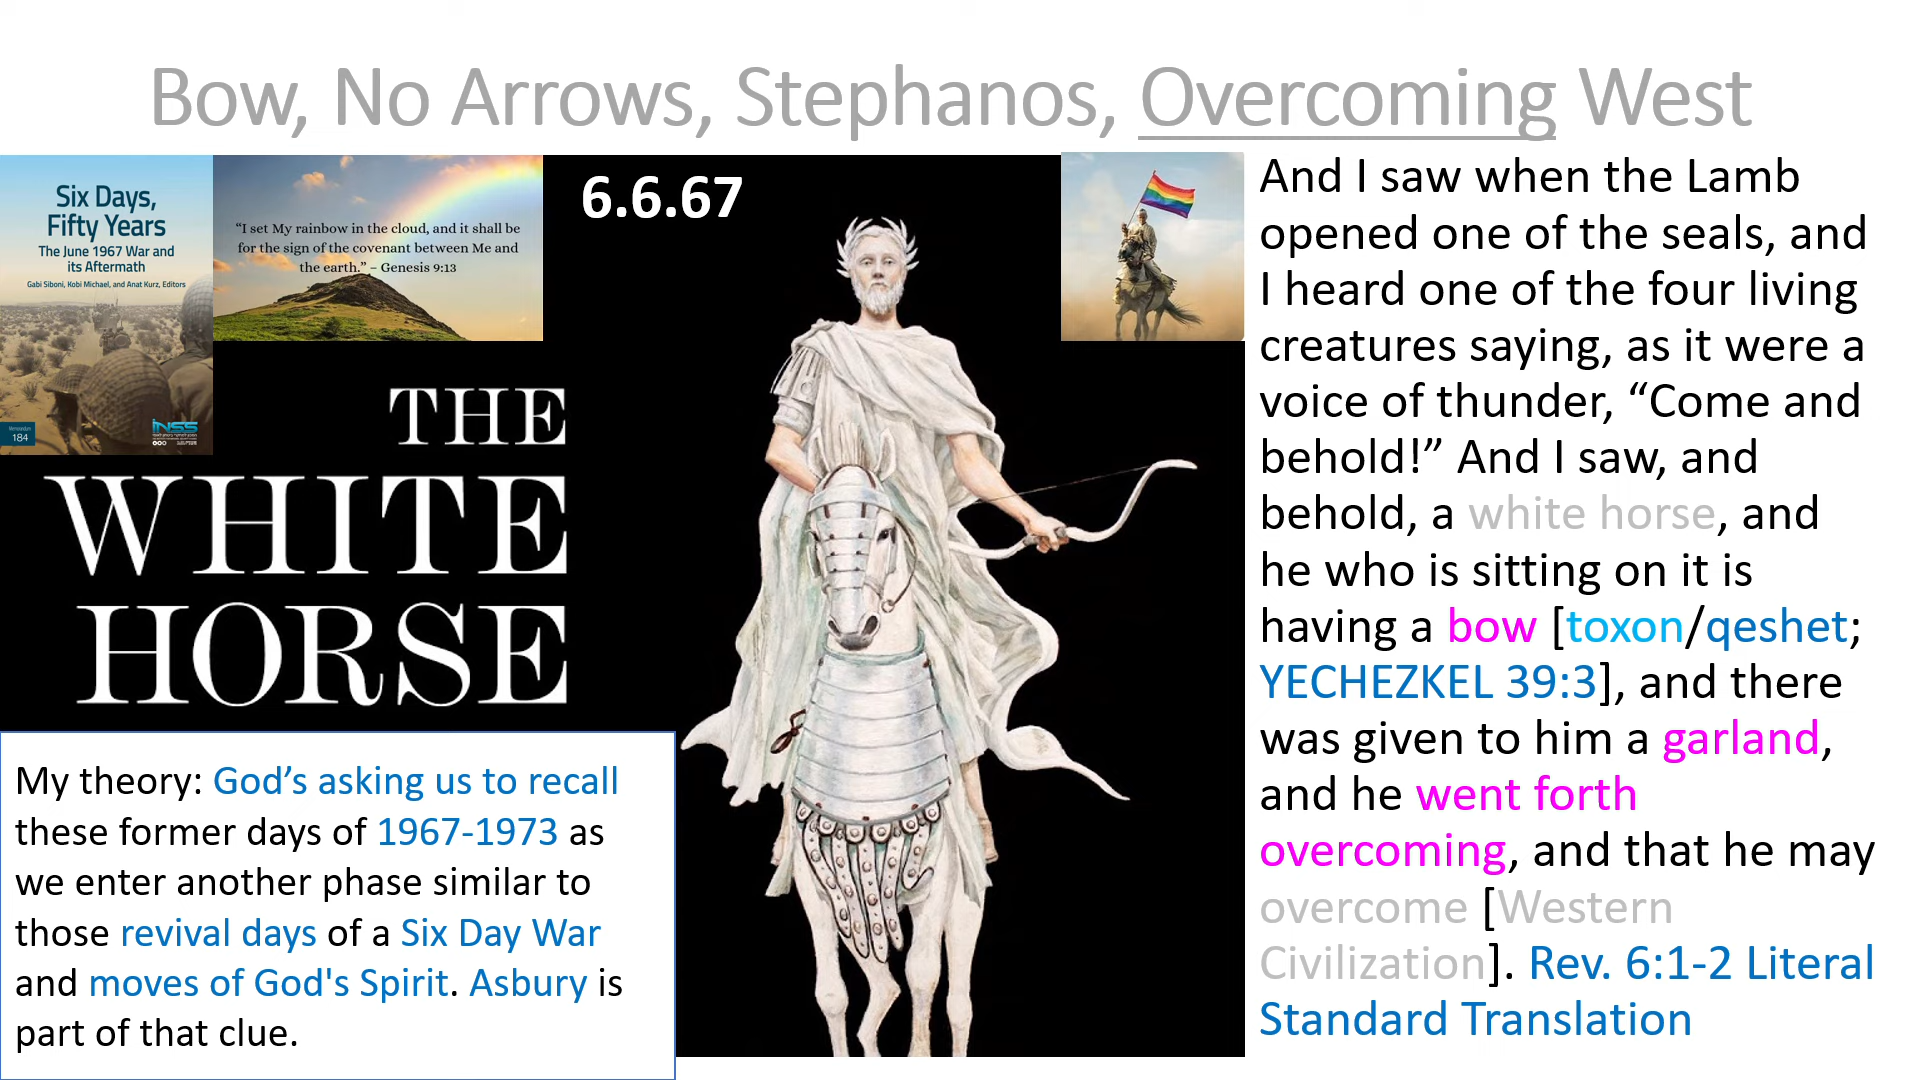 Bow, No Arrows, Stephanos, Overcoming West
Six Days,
Fifty Years
The June 1967 War and
its Aftermath
Gabi Siboni, Kobi Michael, and Anat Kurz, Editors
Memorandum
184
INSS
“I set My rainbow in the cloud, and it shall be
for the sign of the covenant between Me and
the earth.” – Genesis 9:13
6.6.67
THE
WHITE
HORSE
My theory: God’s asking us to recall
these former days of 1967-1973 as
we enter another phase similar to
those revival days of a Six Day War
and moves of God's Spirit. Asbury is
part of that clue.
And I saw when the Lamb
opened one of the seals, and
I heard one of the four living
creatures saying, as it were a
voice of thunder, “Come and
behold!” And I saw, and
behold, a white horse, and
he who is sitting on it is
having a bow [toxon/qeshet;
YECHEZKEL 39:3], and there
was given to him a garland,
and he went forth
overcoming, and that he may
overcome [Western
Civilization]. Rev. 6:1-2 Literal
Standard Translation